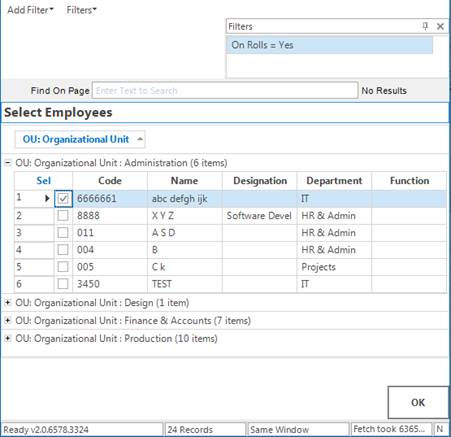 Add Filter Filters
Filters
On Rolls = Yes
Find On Page Enter Text to Search No Results
Select Employees
OU: Organizational Unit
OU: Organizational Unit : Administration (6 items)
Sel Code Name Designation Department Function
1 6666661 abc defgh ijk IT
2 8888 X Y Z Software Devel HR & Admin
3 011 A S D HR & Admin
4 004 B HR & Admin
5 005 C k Projects
6 3450 TEST IT
OU: Organizational Unit : Design (1 item)
OU: Organizational Unit : Finance & Accounts (7 items)
OU: Organizational Unit : Production (10 items)
OK
Ready v2.0.6578.3324 24 Records Same Window Fetch took 6365... N